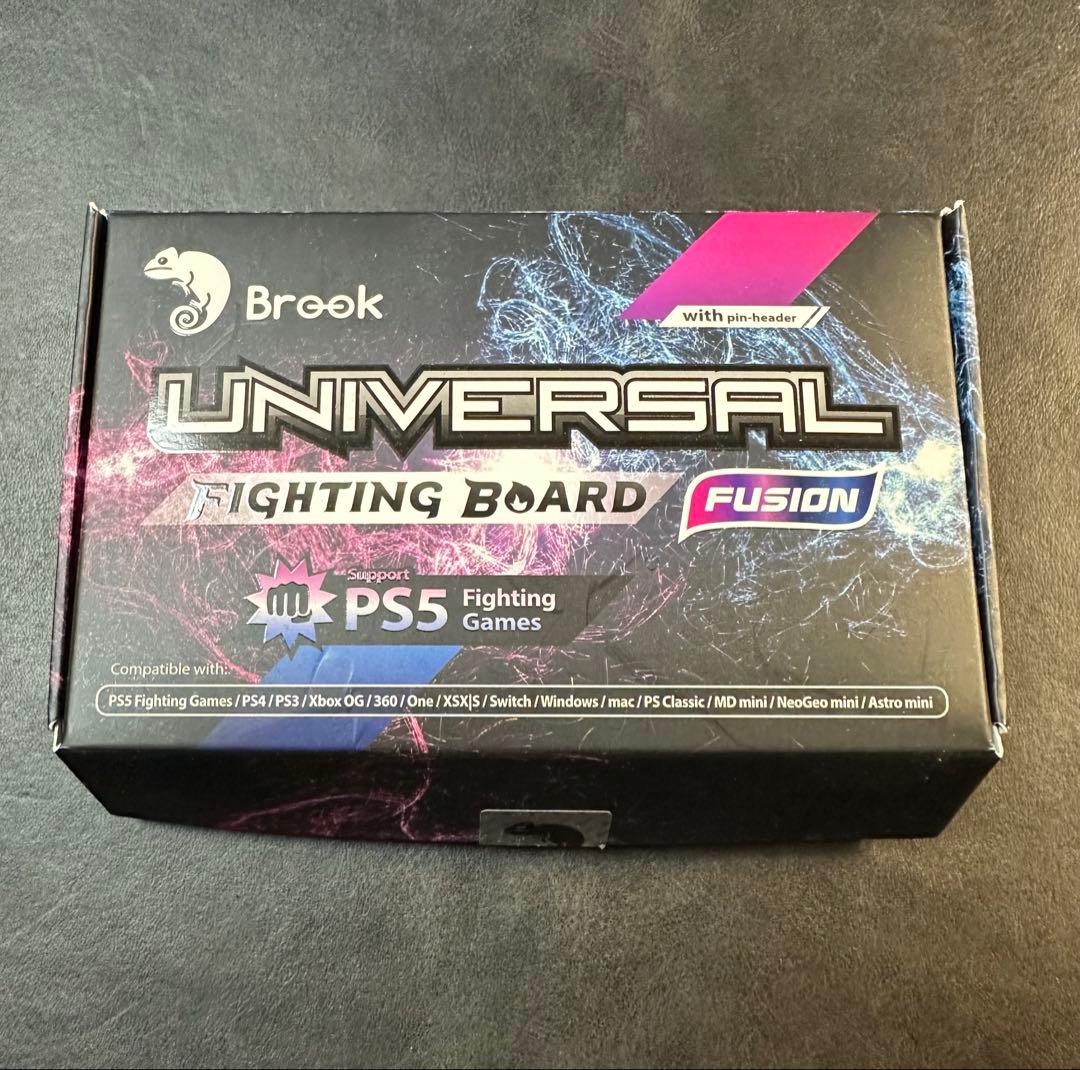 Brook
with pin-header
UNIVERSAL
FIGHTING BOARD FUSION
Support
PS5 Fighting Games
Compatible with:
PS5 Fighting Games / PS4 / PS3 / Xbox OG / 360 / One / XSX|S / Switch / Windows / mac / PS Classic / MD mini / NeoGeo mini / Astro mini